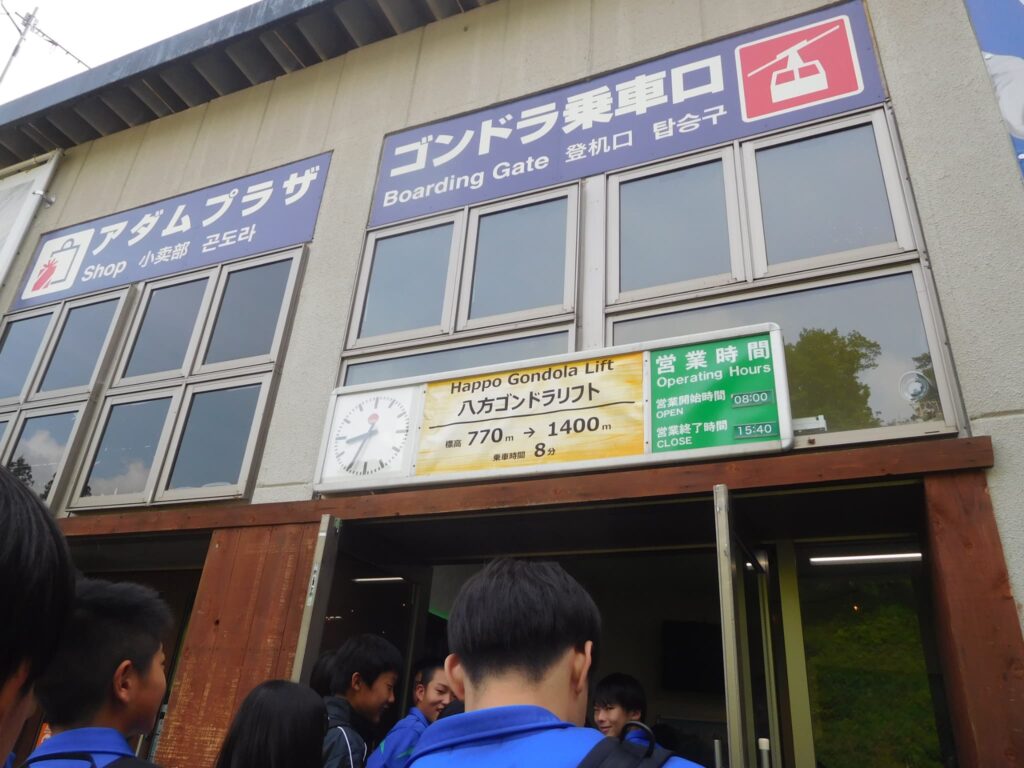 アダムプラザ
Shop 小卖部 곤도라
ゴンドラ乗車口
Boarding Gate 登机口 탑승구
Happo Gondola Lift
八方ゴンドラリフト
標高 770m → 1400m
乗車時間 8分
営業時間
Operating Hours
営業開始時間 08:00
OPEN
営業終了時間 15:40
CLOSE